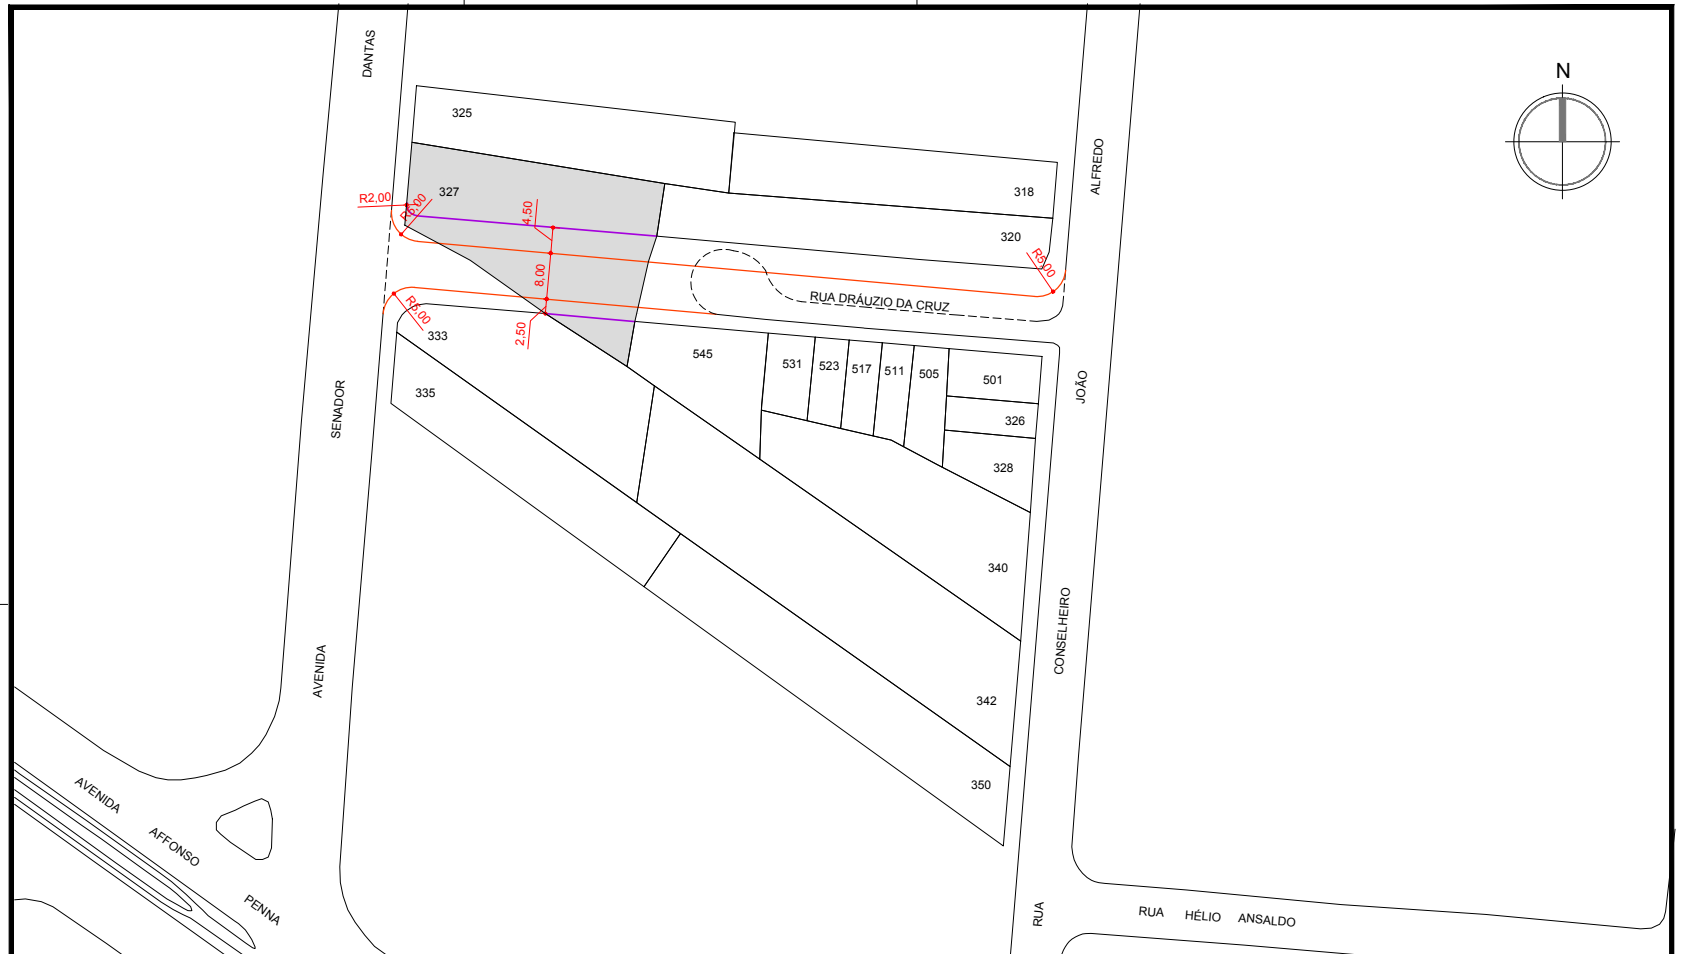 DANTAS
N
325
ALFREDO
327
318
R2,00
R5,00
4,50
320
R5,00
8,00
RUA DRÁUZIO DA CRUZ
R5,00
2,50
333
545
531
523
517
511
505
501
335
SENADOR
JOÃO
326
328
340
CONSELHEIRO
AVENIDA
342
350
AVENIDA
AFFONSO
PENNA
RUA
RUA HÉLIO ANSALDO